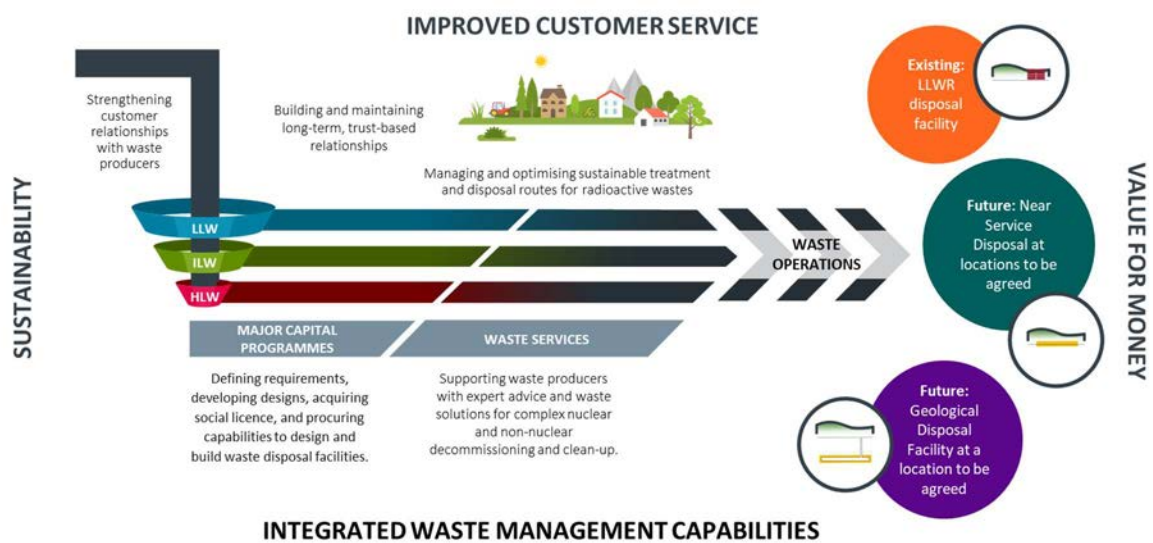 IMPROVED CUSTOMER SERVICE
Strengthening
customer
relationships
with waste
producers
Building and maintaining
long-term, trust-based
relationships
Managing and optimising sustainable treatment
and disposal routes for radioactive wastes
SUSTAINABILITY
LLW
ILW
HLW
WASTE
OPERATIONS
MAJOR CAPITAL
PROGRAMMES
WASTE SERVICES
Defining requirements,
developing designs, acquiring
social licence, and procuring
capabilities to design and
build waste disposal facilities.
Supporting waste producers
with expert advice and waste
solutions for complex nuclear
and non-nuclear
decommissioning and clean-up.
Existing:
LLWR
disposal
facility
Future: Near
Service
Disposal at
locations to be
agreed
Future:
Geological
Disposal
Facility at a
location to be
agreed
VALUE FOR MONEY
INTEGRATED WASTE MANAGEMENT CAPABILITIES